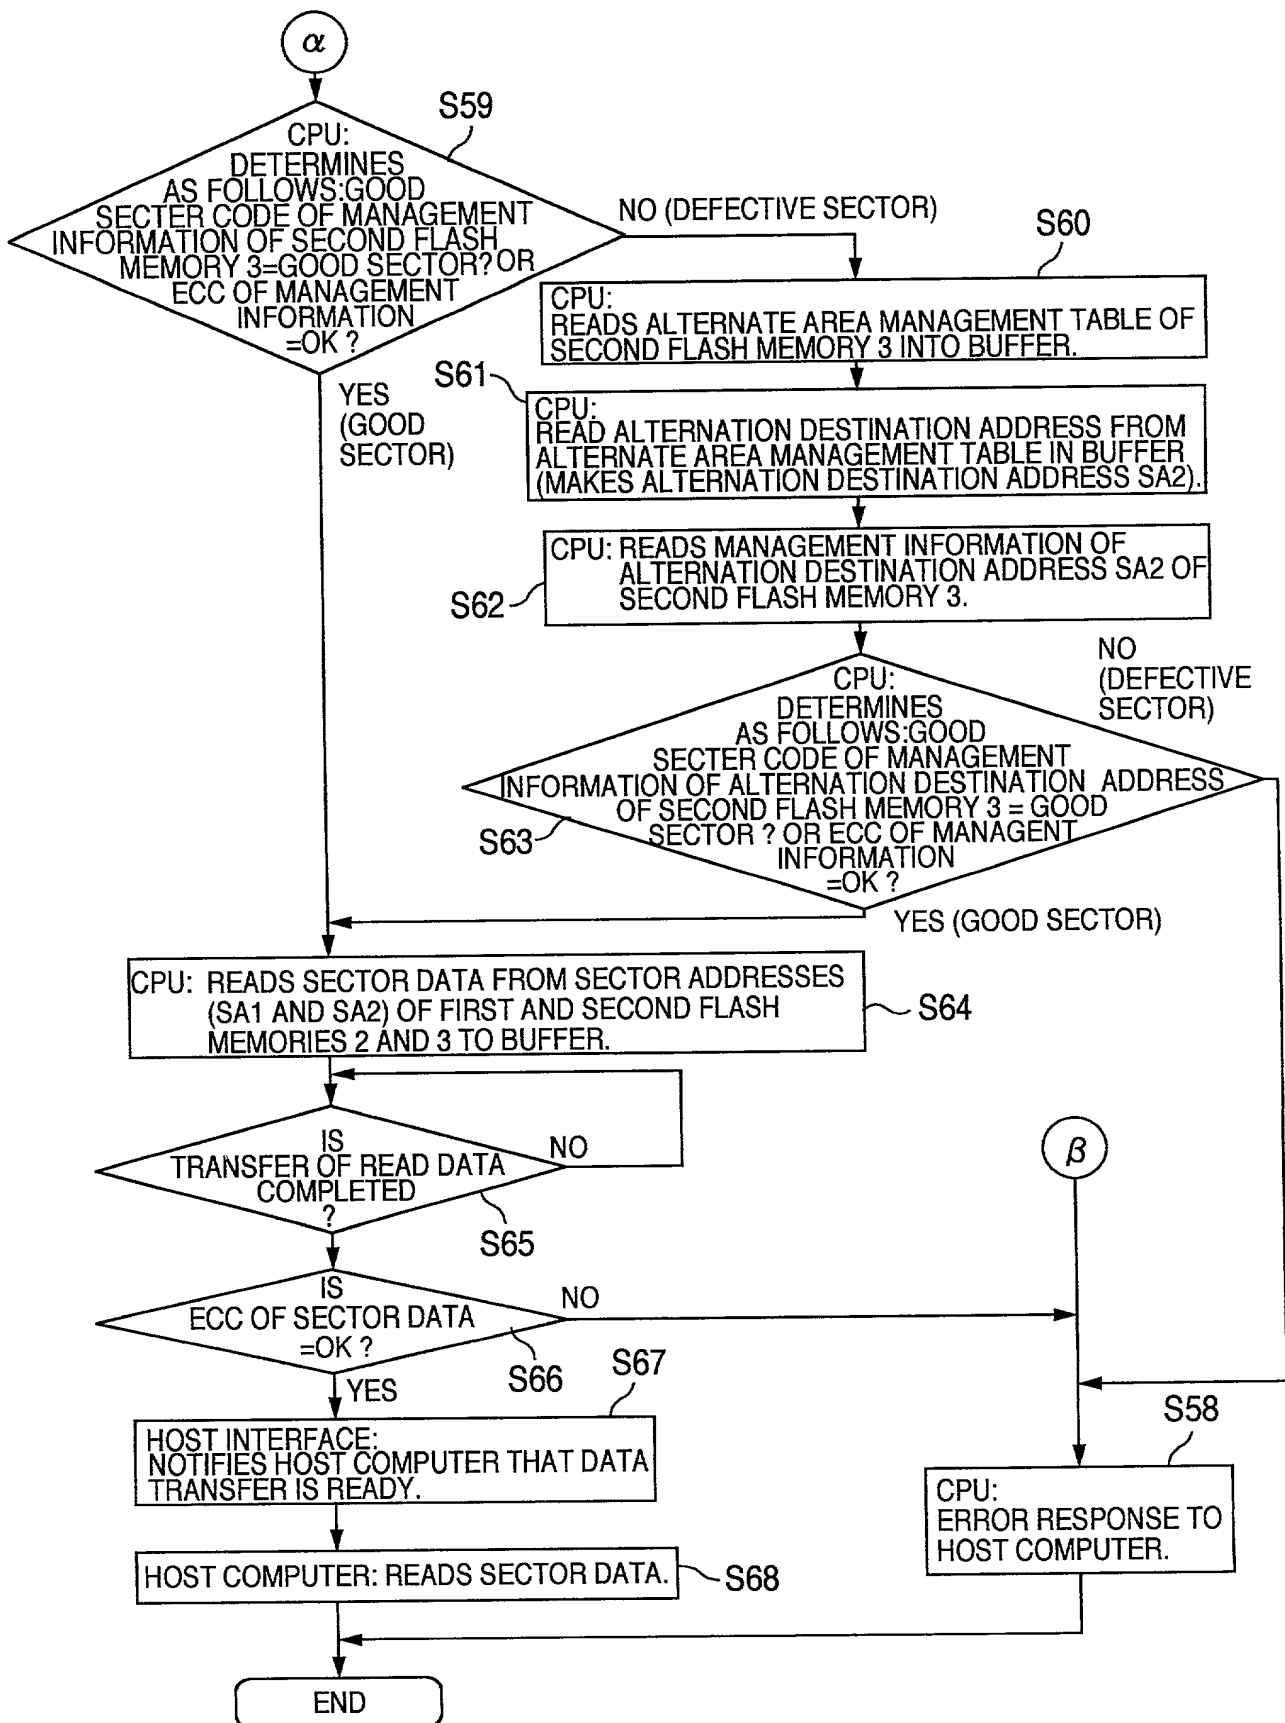 α
S59
CPU:
DETERMINES
AS FOLLOWS:GOOD
SECTER CODE OF MANAGEMENT
INFORMATION OF SECOND FLASH
MEMORY 3=GOOD SECTOR? OR
ECC OF MANAGEMENT
INFORMATION
=OK ?
NO (DEFECTIVE SECTOR)
YES
(GOOD
SECTOR)
S60
CPU:
READS ALTERNATE AREA MANAGEMENT TABLE OF
SECOND FLASH MEMORY 3 INTO BUFFER.
S61
CPU:
READ ALTERNATION DESTINATION ADDRESS FROM
ALTERNATE AREA MANAGEMENT TABLE IN BUFFER
(MAKES ALTERNATION DESTINATION ADDRESS SA2).
CPU: READS MANAGEMENT INFORMATION OF
ALTERNATION DESTINATION ADDRESS SA2 OF
SECOND FLASH MEMORY 3.
S62
NO
(DEFECTIVE
SECTOR)
CPU:
DETERMINES
AS FOLLOWS:GOOD
SECTER CODE OF MANAGEMENT
INFORMATION OF ALTERNATION DESTINATION ADDRESS
OF SECOND FLASH MEMORY 3 = GOOD
SECTOR ? OR ECC OF MANAGENT
INFORMATION
=OK ?
S63
YES (GOOD SECTOR)
CPU: READS SECTOR DATA FROM SECTOR ADDRESSES
(SA1 AND SA2) OF FIRST AND SECOND FLASH
MEMORIES 2 AND 3 TO BUFFER.
S64
IS
TRANSFER OF READ DATA
COMPLETED
?
NO
S65
β
IS
ECC OF SECTOR DATA
=OK ?
NO
S66
YES
S67
HOST INTERFACE:
NOTIFIES HOST COMPUTER THAT DATA
TRANSFER IS READY.
S58
CPU:
ERROR RESPONSE TO
HOST COMPUTER.
HOST COMPUTER: READS SECTOR DATA.
S68
END